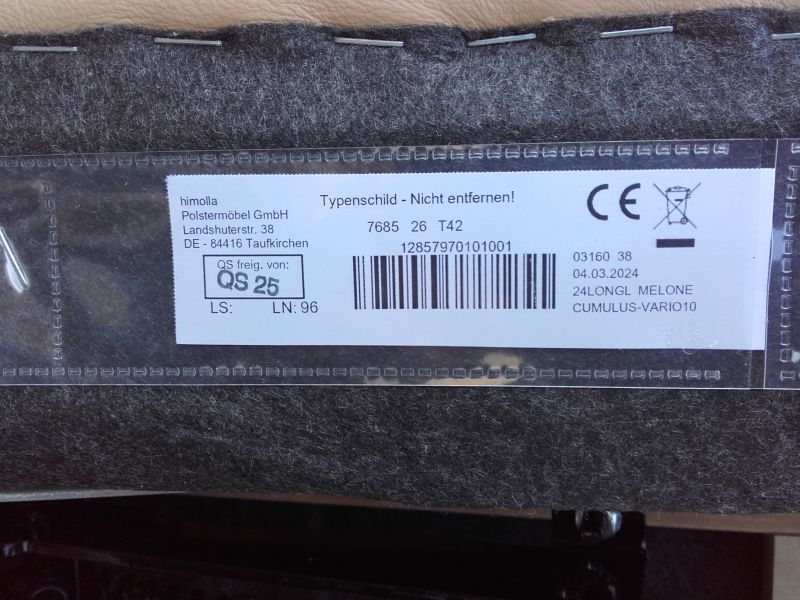 himolla
Polstermöbel GmbH
Landshuterstr. 38
DE - 84416 Taufkirchen
QS freig. von:
QS 25
LS: LN: 96
Typenschild - Nicht entfernen!
7685 26 T42
12857970101001
CE
03160 38
04.03.2024
24LONGL MELONE
CUMULUS-VARIO10